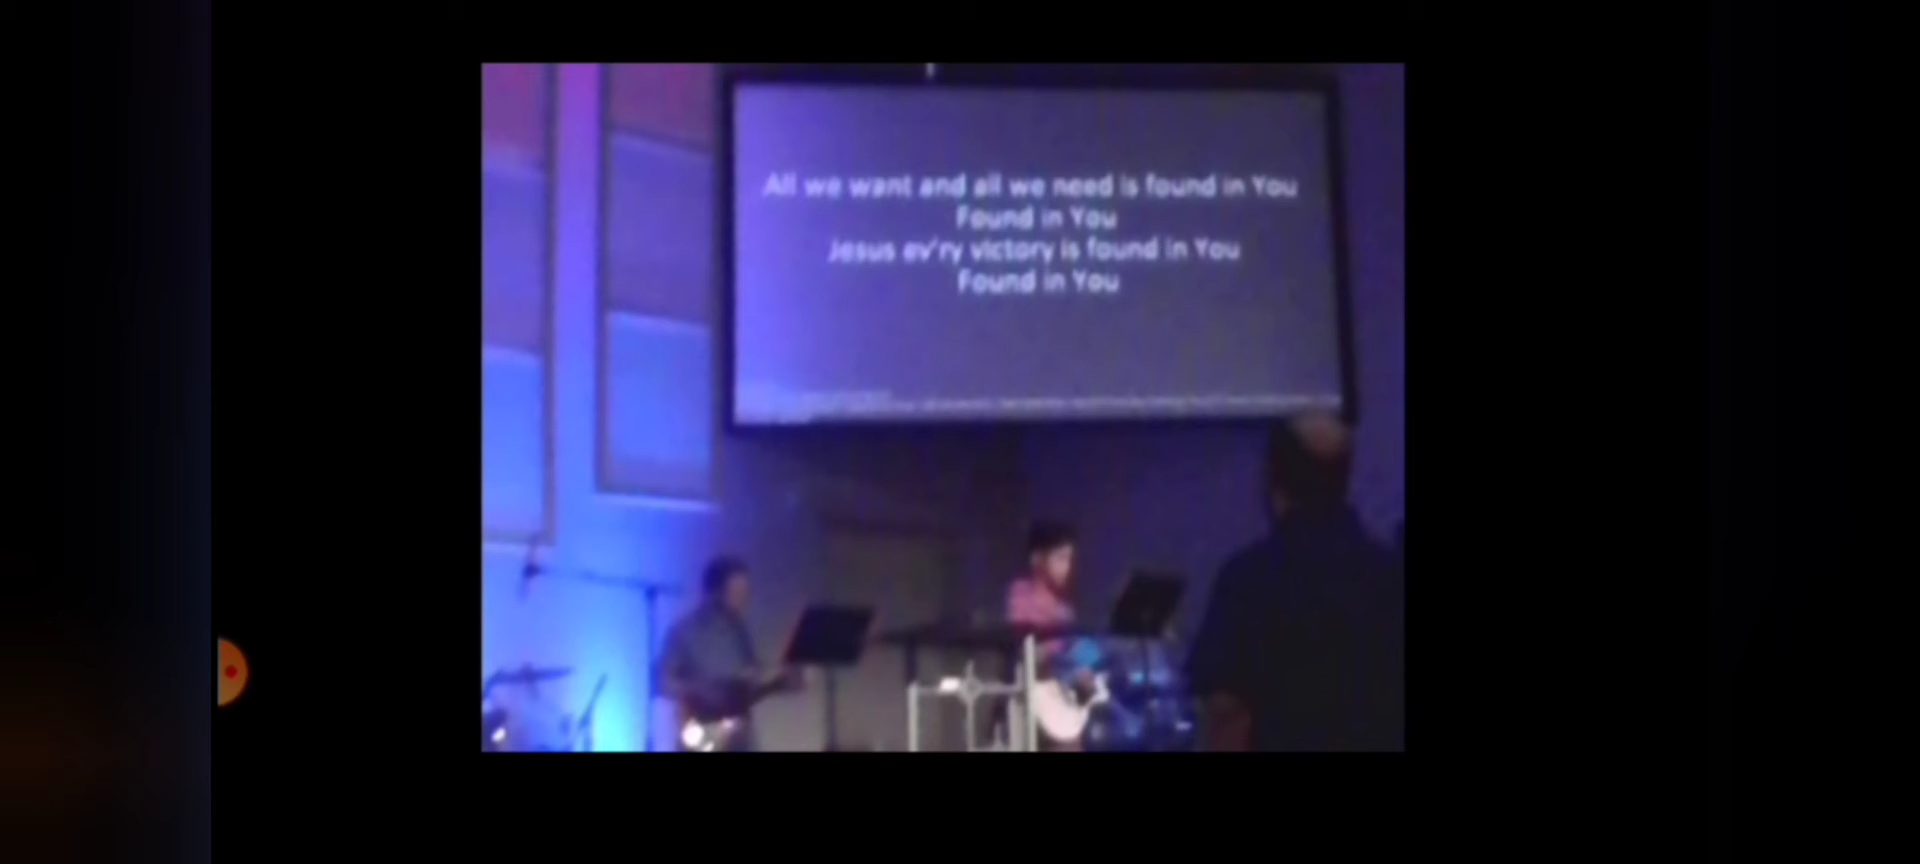 All we want and all we need is found in You
Found in You
Jesus ev'ry victory is found in You
Found in You